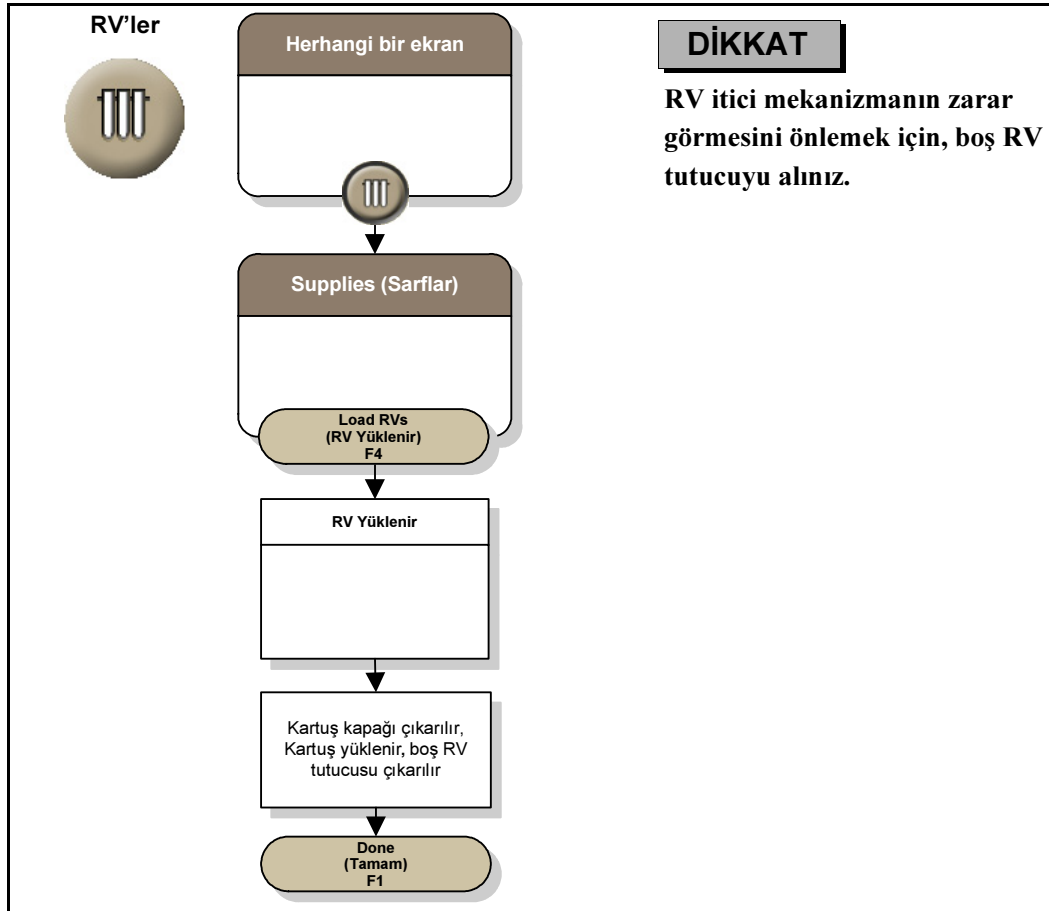 RV’ler
Herhangi bir ekran
Supplies (Sarflar)
Load RVs
(RV Yüklenir)
F4
RV Yüklenir
Kartuş kapağı çıkarılır,
Kartuş yüklenir, boş RV
tutucusu çıkarılır
Done
(Tamam)
F1
DİKKAT
RV itici mekanizmanın zarar
görmesini önlemek için, boş RV
tutucuyu alınız.